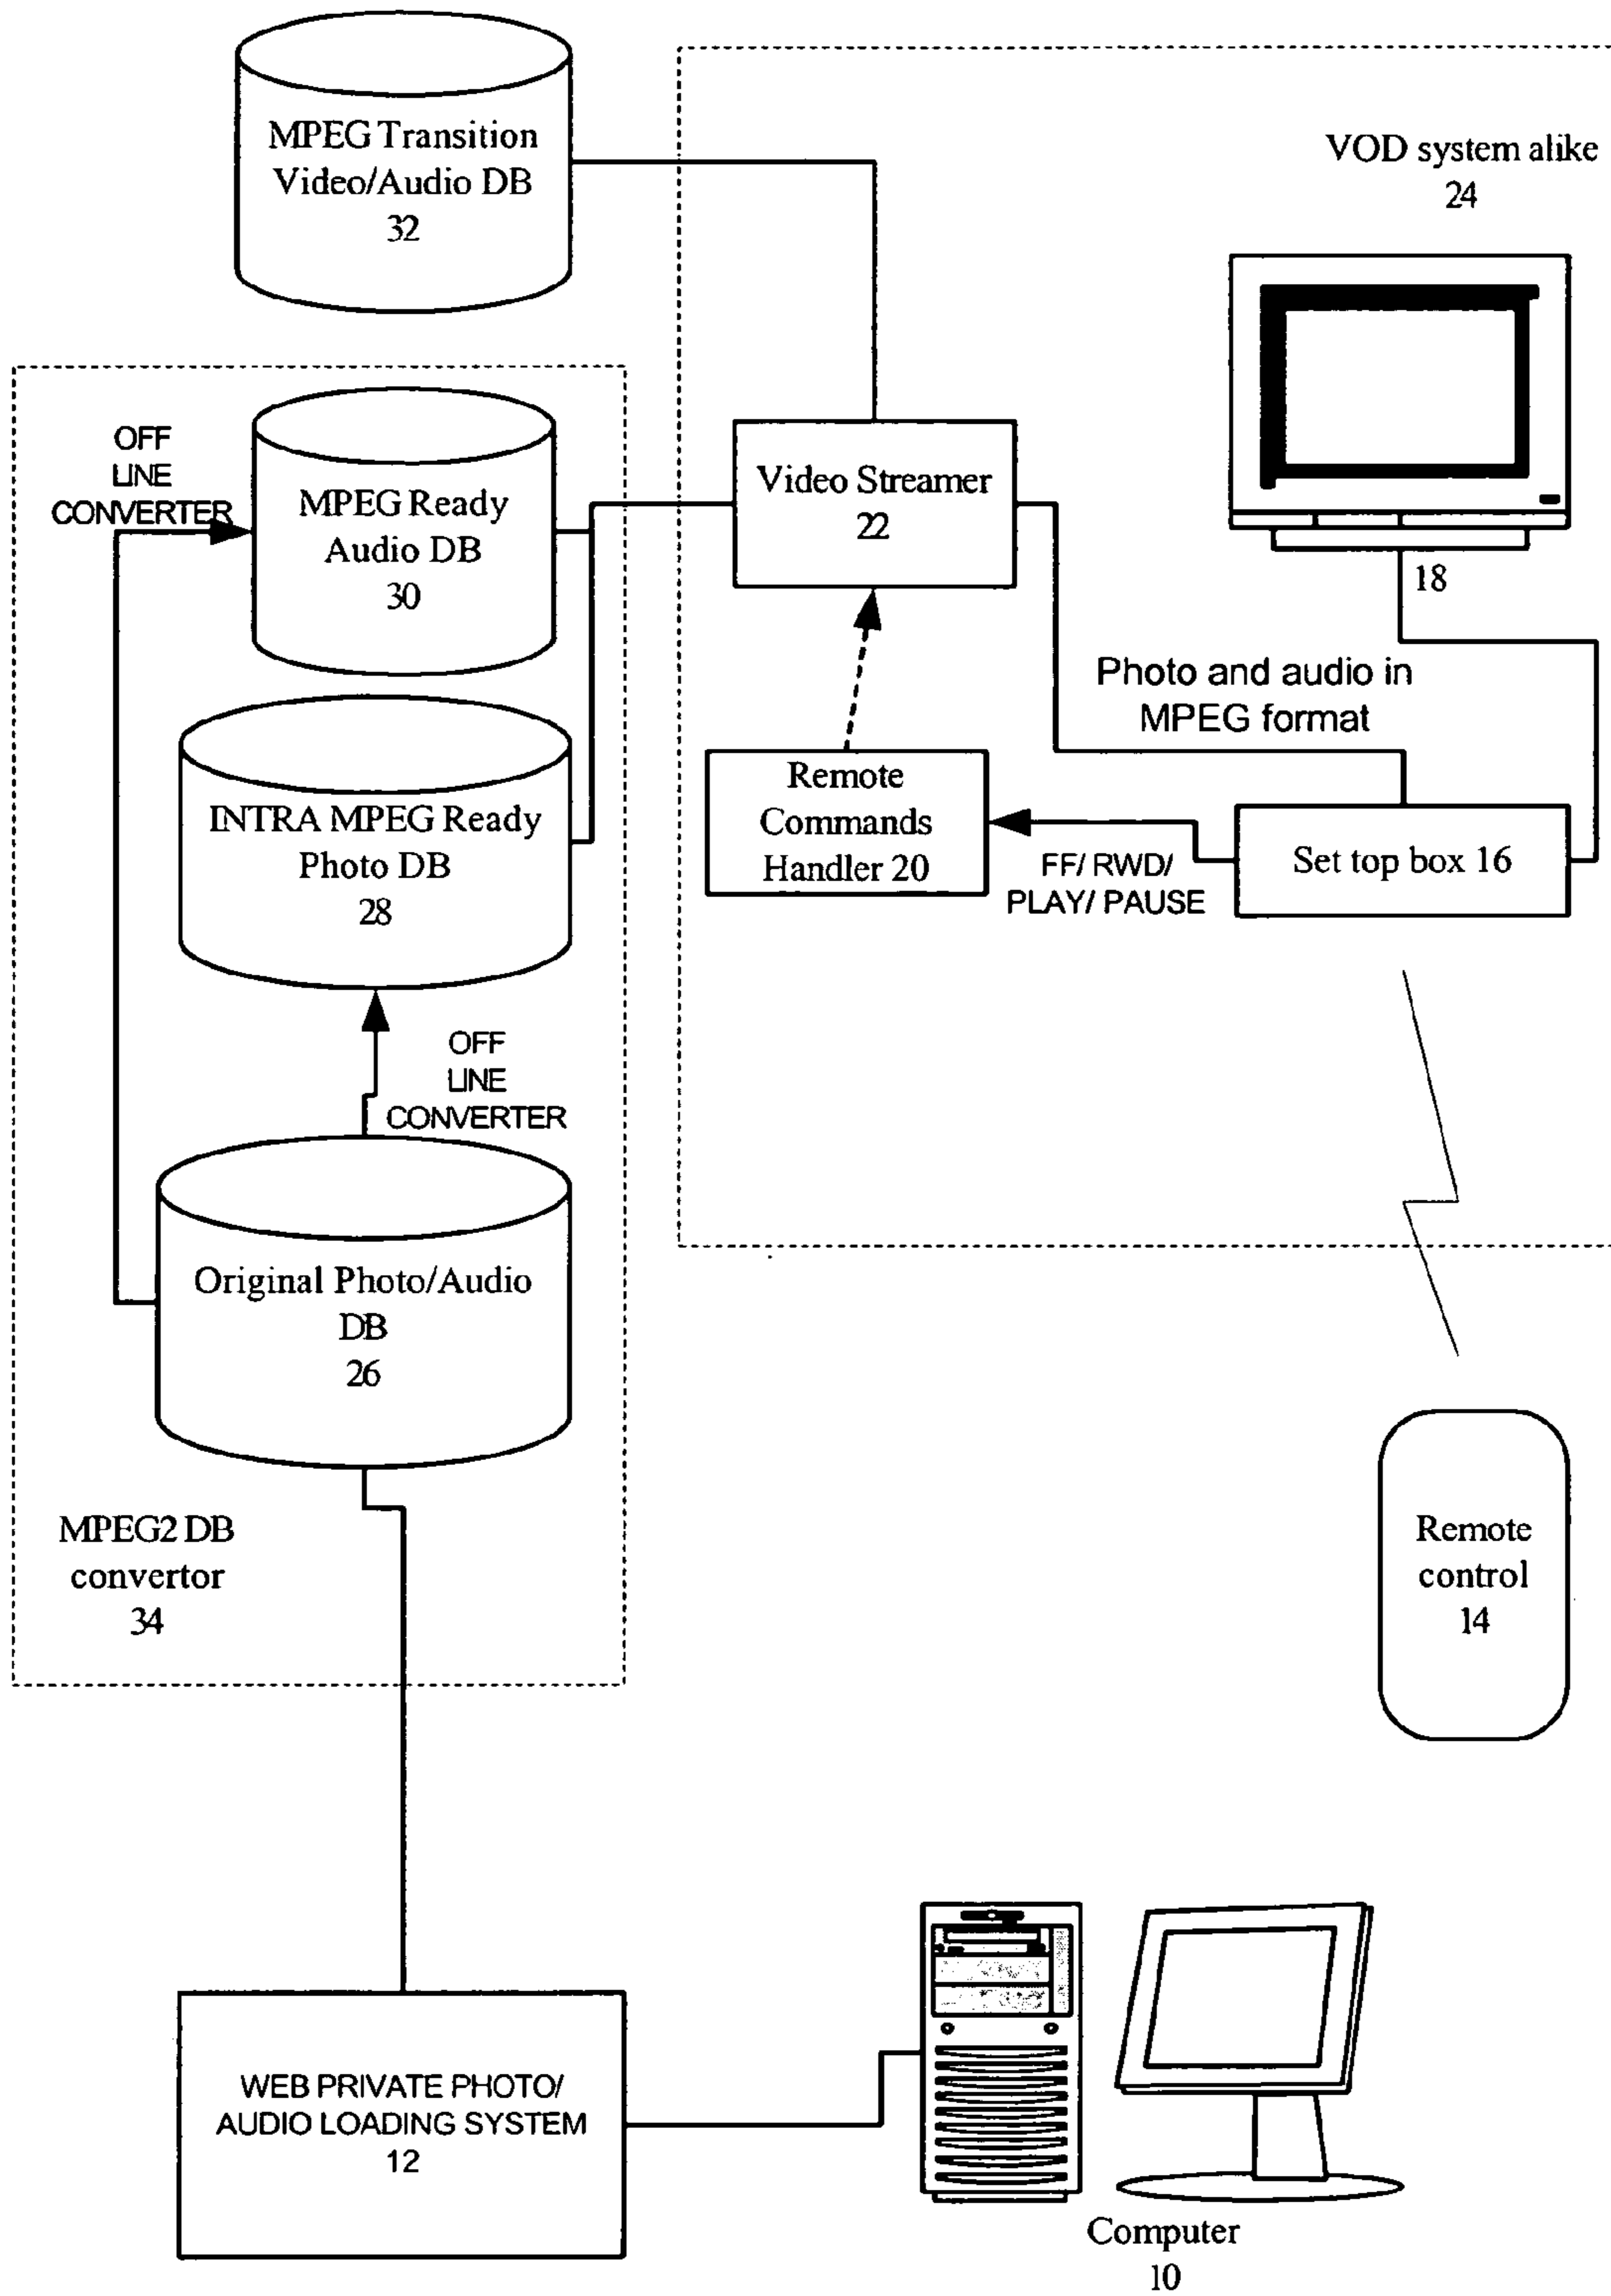 MPEG Transition
Video/Audio DB
32
VOD system alike
24
OFF
LINE
CONVERTER
MPEG Ready
Audio DB
30
Video Streamer
22
18
Photo and audio in
MPEG format
INTRA MPEG Ready
Photo DB
28
Remote
Commands
Handler 20
FF/ RWD/
PLAY/ PAUSE
Set top box 16
OFF
LINE
CONVERTER
Original Photo/Audio
DB
26
MPEG2 DB
convertor
34
Remote
control
14
WEB PRIVATE PHOTO/
AUDIO LOADING SYSTEM
12
Computer
10